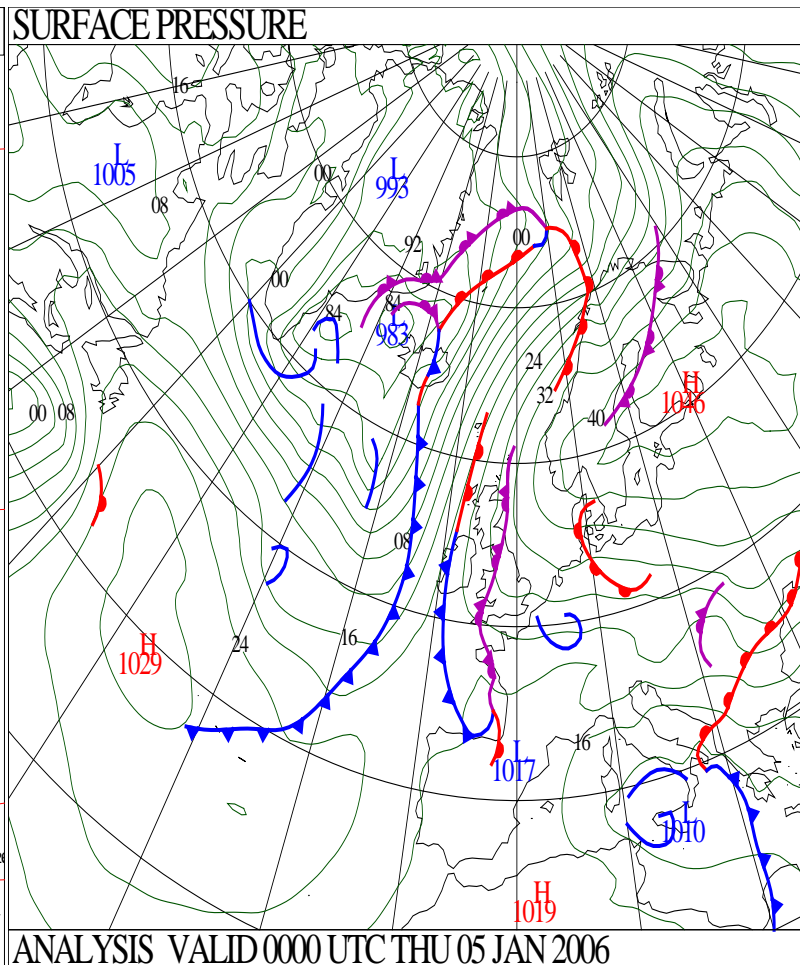 SURFACE PRESSURE
16
L
1005
L
993
00
08
92
00
00
84
84
L
983
24
32
40
H
1046
00 08
08
H
1029
24
16
16
L
1017
L
1010
H
1019
ANALYSIS VALID 0000 UTC THU 05 JAN 2006